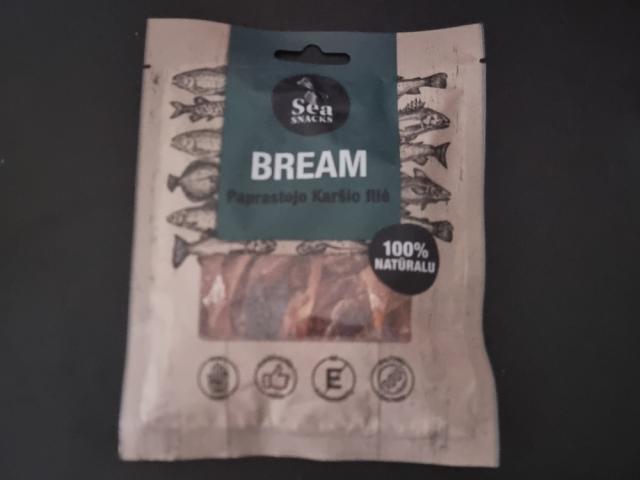 Sea
SNACKS
BREAM
Paprastojo Karšio filė
100%
NATŪRALU
E